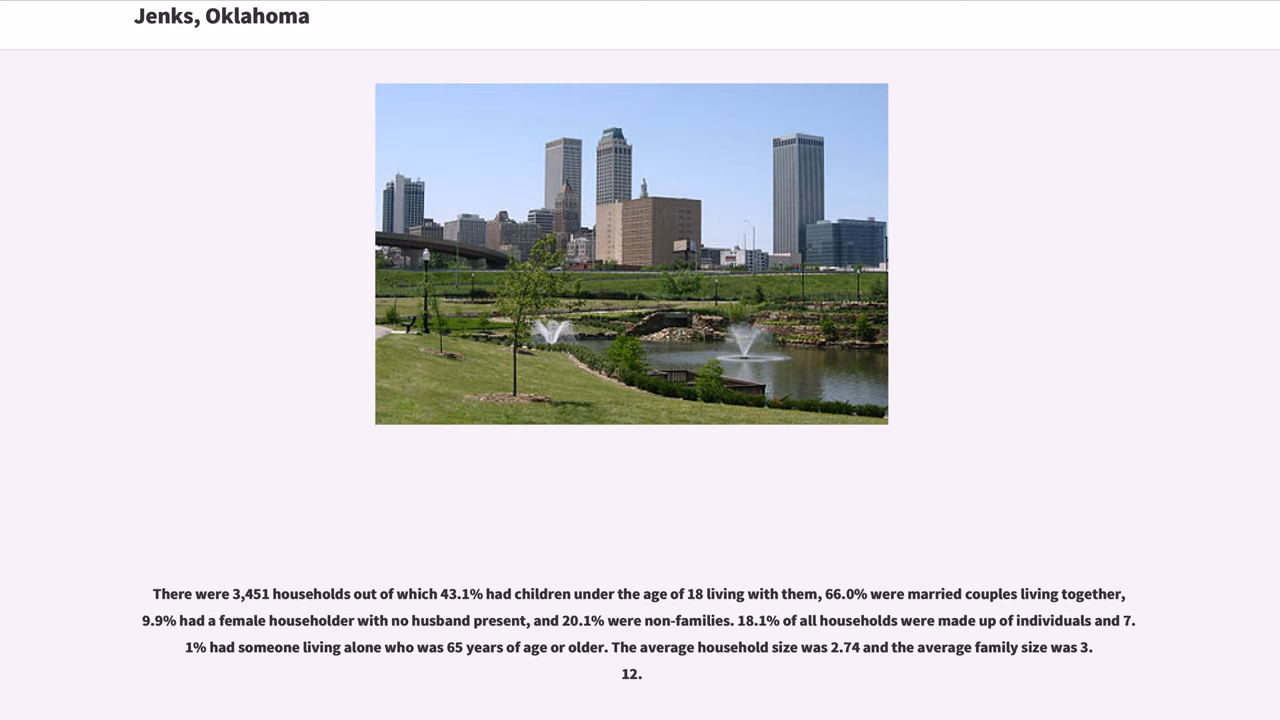 Jenks, Oklahoma
There were 3,451 households out of which 43.1% had children under the age of 18 living with them, 66.0% were married couples living together,
9.9% had a female householder with no husband present, and 20.1% were non-families. 18.1% of all households were made up of individuals and 7.
1% had someone living alone who was 65 years of age or older. The average household size was 2.74 and the average family size was 3.
12.